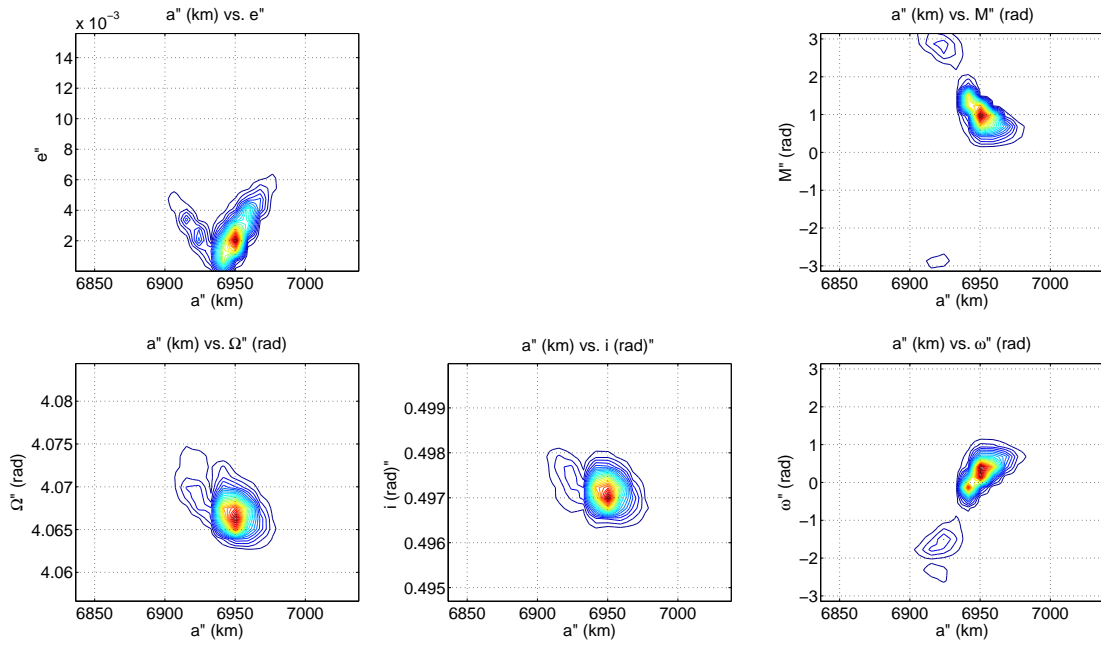 a" (km) vs. e"
x 10⁻³
14
12
10
8
6
4
2
e"
6850 6900 6950 7000
a" (km)
a" (km) vs. M" (rad)
3
2
1
0
−1
−2
−3
M" (rad)
6850 6900 6950 7000
a" (km)
a" (km) vs. Ω" (rad)
4.08
4.075
4.07
4.065
4.06
Ω" (rad)
6850 6900 6950 7000
a" (km)
a" (km) vs. i (rad)"
0.499
0.498
0.497
0.496
0.495
i (rad)"
6850 6900 6950 7000
a" (km)
a" (km) vs. ω" (rad)
3
2
1
0
−1
−2
−3
ω" (rad)
6850 6900 6950 7000
a" (km)